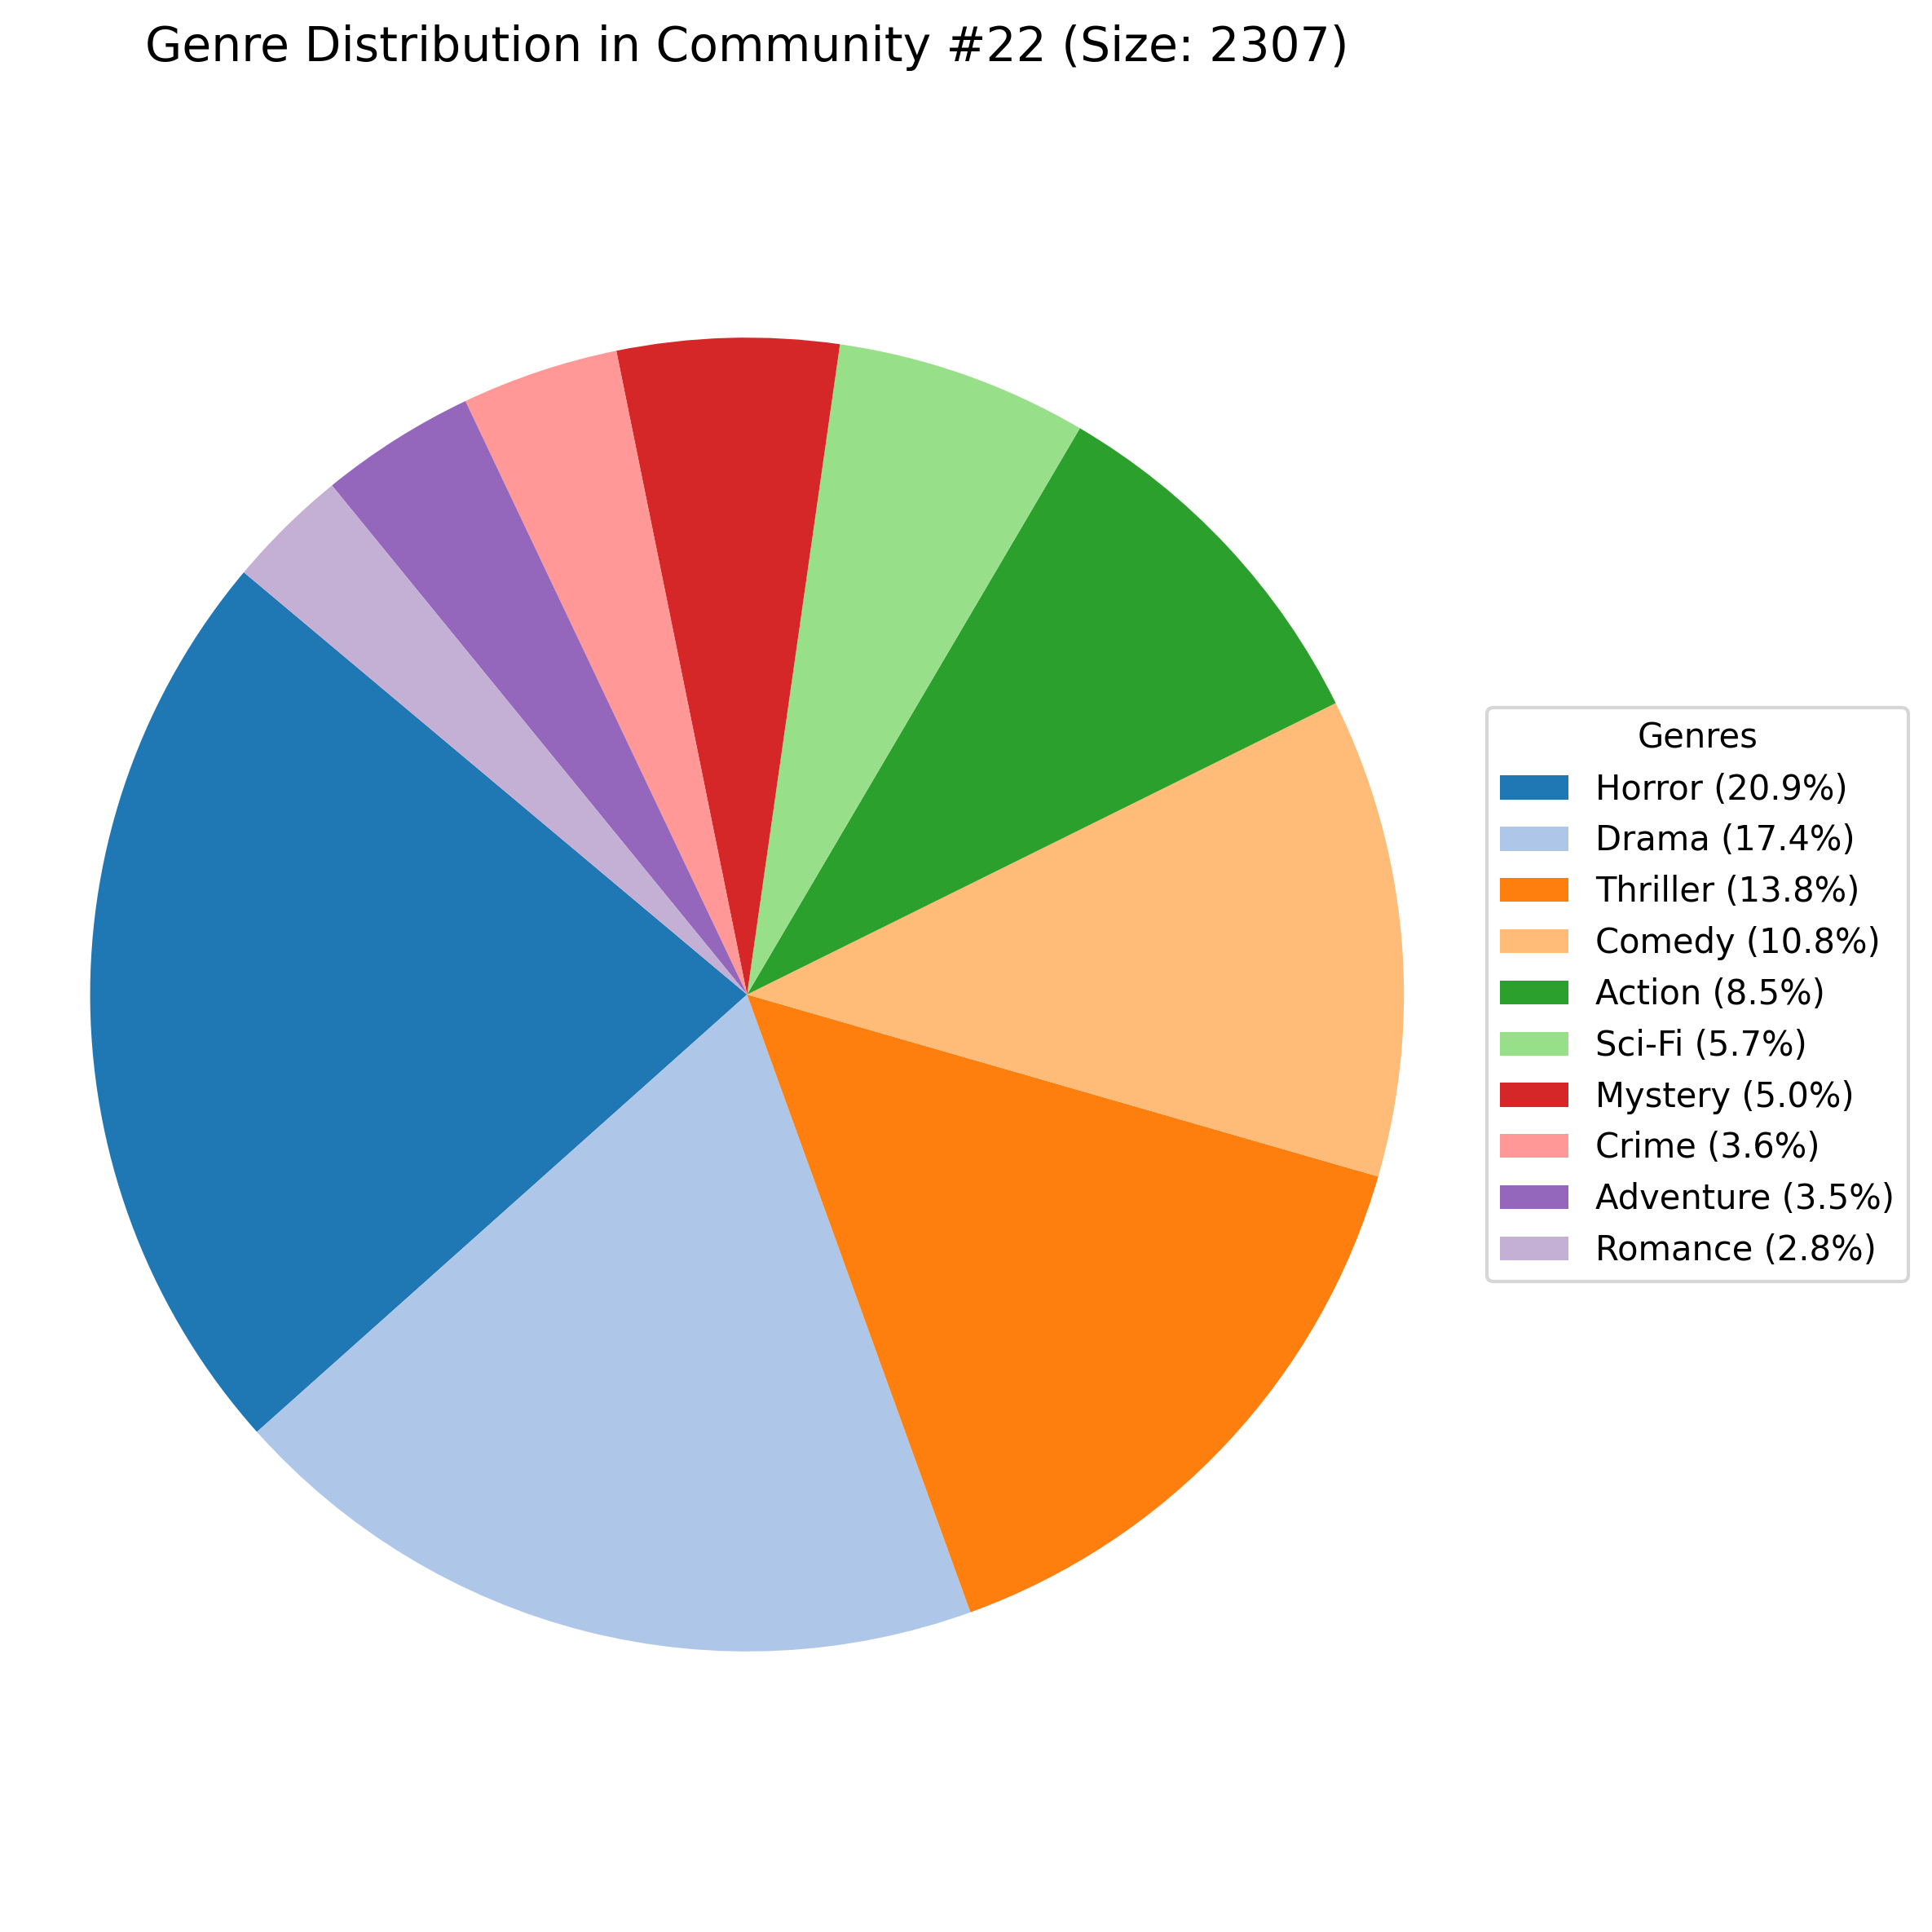 Genre Distribution in Community #22 (Size: 2307)
Genres
Horror (20.9%)
Drama (17.4%)
Thriller (13.8%)
Comedy (10.8%)
Action (8.5%)
Sci-Fi (5.7%)
Mystery (5.0%)
Crime (3.6%)
Adventure (3.5%)
Romance (2.8%)